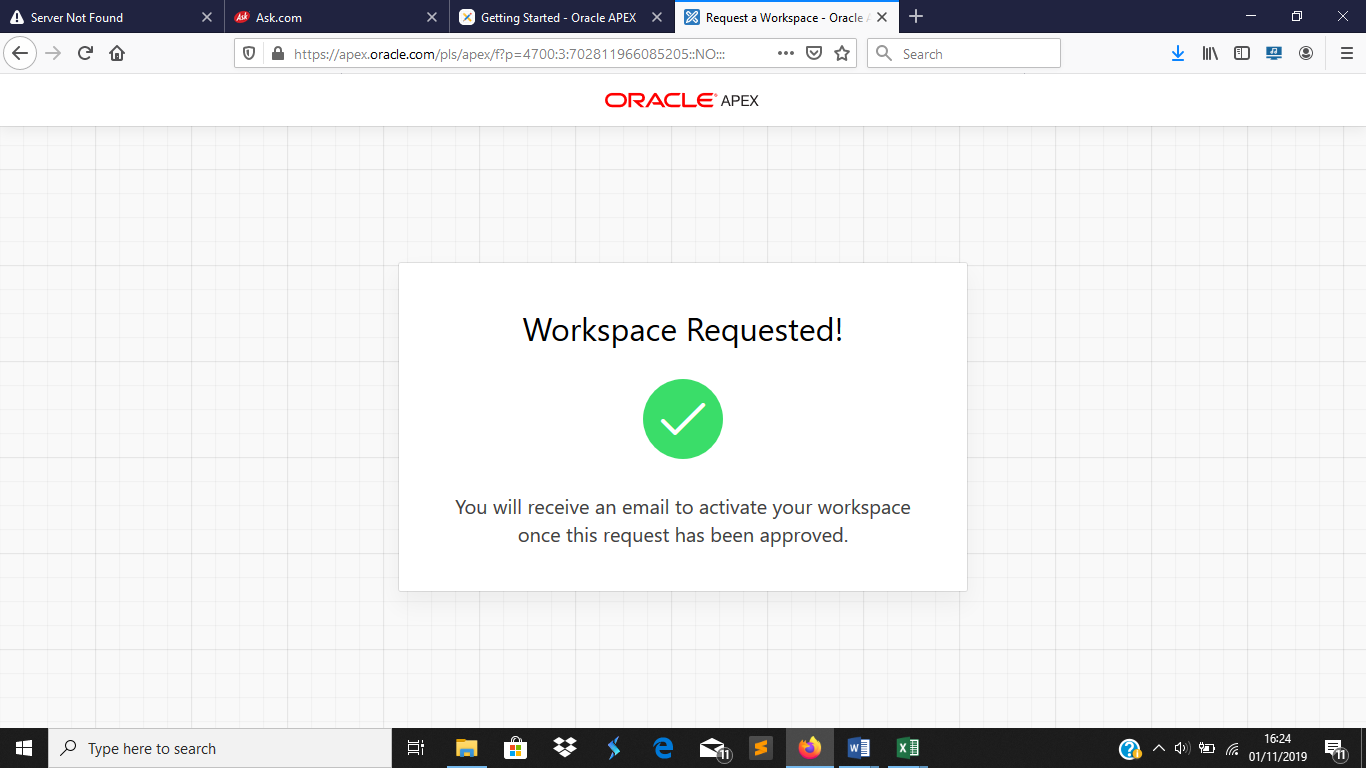 Server Not Found
Ask.com
Getting Started - Oracle APEX
Request a Workspace - Oracle A
https://apex.oracle.com/pls/apex/f?p=4700:3:702811966085205::NO:::
Search
ORACLE APEX
Workspace Requested!
You will receive an email to activate your workspace
once this request has been approved.
Type here to search
11
16:24
01/11/2019
11